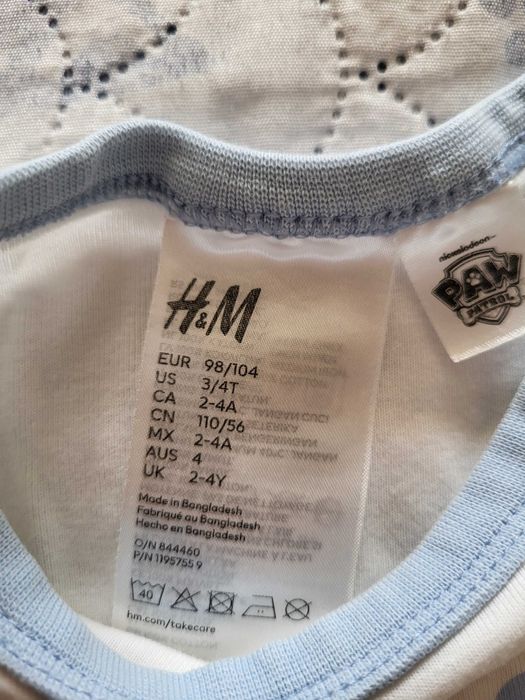 H&M
EUR 98/104
US 3/4T
CA 2-4A
CN 110/56
MX 2-4A
AUS 4
UK 2-4Y
Made in Bangladesh
Fabriqué au Bangladesh
Hecho en Bangladesh
O/N 844460
P/N 1195755 9
40
hm.com/takecare
nickelodeon
PAW
PATROL